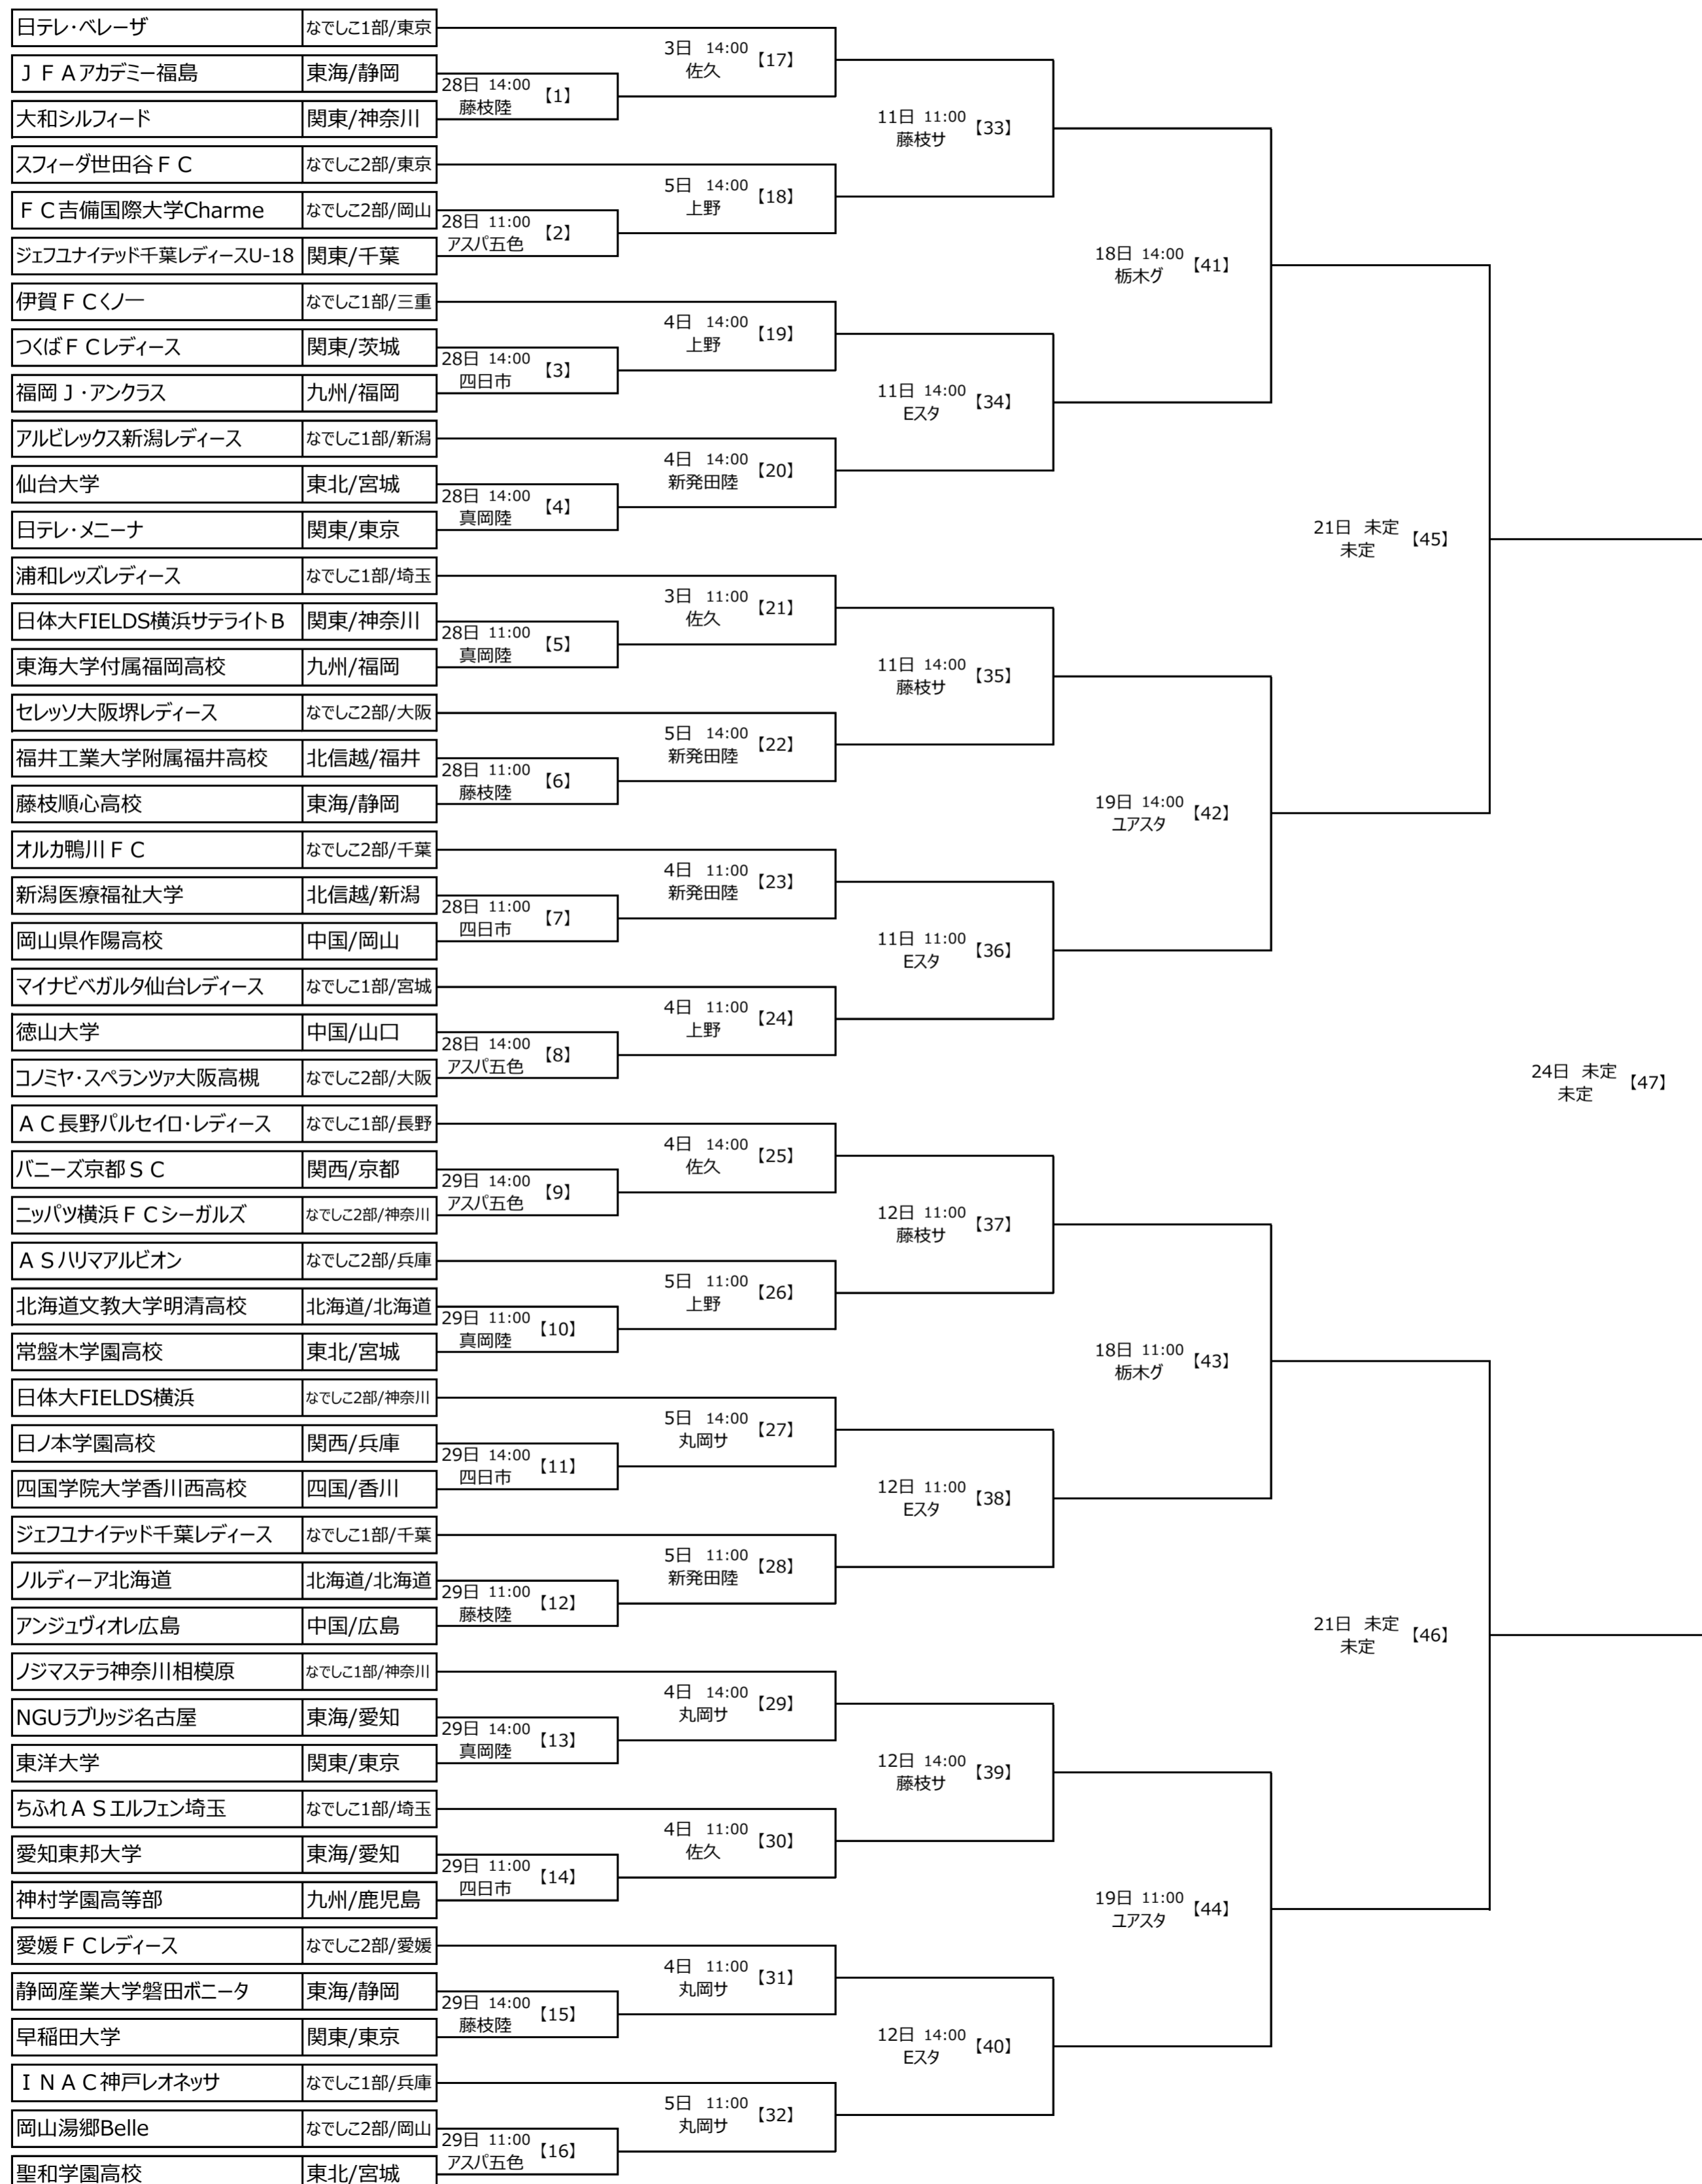 日テレ・ベレーザ なでしこ1部/東京
ＪＦＡアカデミー福島 東海/静岡
大和シルフィード 関東/神奈川
スフィーダ世田谷ＦＣ なでしこ2部/東京
ＦＣ吉備国際大学Charme なでしこ2部/岡山
ジェフユナイテッド千葉レディースU-18 関東/千葉
伊賀ＦＣくノ一 なでしこ1部/三重
つくばＦＣレディース 関東/茨城
福岡Ｊ・アンクラス 九州/福岡
アルビレックス新潟レディース なでしこ1部/新潟
仙台大学 東北/宮城
日テレ・メニーナ 関東/東京
浦和レッズレディース なでしこ1部/埼玉
日体大FIELDS横浜サテライトＢ 関東/神奈川
東海大学付属福岡高校 九州/福岡
セレッソ大阪堺レディース なでしこ2部/大阪
福井工業大学附属福井高校 北信越/福井
藤枝順心高校 東海/静岡
オルカ鴨川ＦＣ なでしこ2部/千葉
新潟医療福祉大学 北信越/新潟
岡山県作陽高校 中国/岡山
マイナビベガルタ仙台レディース なでしこ1部/宮城
徳山大学 中国/山口
コノミヤ・スペランツァ大阪高槻 なでしこ2部/大阪
ＡＣ長野パルセイロ・レディース なでしこ1部/長野
バニーズ京都ＳＣ 関西/京都
ニッパツ横浜ＦＣシーガルズ なでしこ2部/神奈川
ＡＳハリマアルビオン なでしこ2部/兵庫
北海道文教大学明清高校 北海道/北海道
常盤木学園高校 東北/宮城
日体大FIELDS横浜 なでしこ2部/神奈川
日ノ本学園高校 関西/兵庫
四国学院大学香川西高校 四国/香川
ジェフユナイテッド千葉レディース なでしこ1部/千葉
ノルディーア北海道 北海道/北海道
アンジュヴィオレ広島 中国/広島
ノジマステラ神奈川相模原 なでしこ1部/神奈川
NGUラブリッジ名古屋 東海/愛知
東洋大学 関東/東京
ちふれＡＳエルフェン埼玉 なでしこ1部/埼玉
愛知東邦大学 東海/愛知
神村学園高等部 九州/鹿児島
愛媛ＦＣレディース なでしこ2部/愛媛
静岡産業大学磐田ボニータ 東海/静岡
早稲田大学 関東/東京
ＩＮＡＣ神戸レオネッサ なでしこ1部/兵庫
岡山湯郷Belle なでしこ2部/岡山
聖和学園高校 東北/宮城
28日 14:00 【1】
藤枝陸
28日 11:00 【2】
アスパ五色
28日 14:00 【3】
四日市
28日 14:00 【4】
真岡陸
28日 11:00 【5】
真岡陸
28日 11:00 【6】
藤枝陸
28日 11:00 【7】
四日市
28日 14:00 【8】
アスパ五色
29日 14:00 【9】
アスパ五色
29日 11:00 【10】
真岡陸
29日 14:00 【11】
四日市
29日 11:00 【12】
藤枝陸
29日 14:00 【13】
真岡陸
29日 11:00 【14】
四日市
29日 14:00 【15】
藤枝陸
29日 11:00 【16】
アスパ五色
3日 14:00 【17】
佐久
5日 14:00 【18】
上野
4日 14:00 【19】
上野
4日 14:00 【20】
新発田陸
3日 11:00 【21】
佐久
5日 14:00 【22】
新発田陸
4日 11:00 【23】
新発田陸
4日 11:00 【24】
上野
4日 14:00 【25】
佐久
5日 11:00 【26】
上野
5日 14:00 【27】
丸岡サ
5日 11:00 【28】
新発田陸
4日 14:00 【29】
丸岡サ
4日 11:00 【30】
佐久
4日 11:00 【31】
丸岡サ
5日 11:00 【32】
丸岡サ
11日 11:00 【33】
藤枝サ
11日 14:00 【34】
Eスタ
11日 14:00 【35】
藤枝サ
11日 11:00 【36】
Eスタ
12日 11:00 【37】
藤枝サ
12日 11:00 【38】
Eスタ
12日 14:00 【39】
藤枝サ
12日 14:00 【40】
Eスタ
18日 14:00 【41】
栃木グ
19日 14:00 【42】
ユアスタ
18日 11:00 【43】
栃木グ
19日 11:00 【44】
ユアスタ
21日 未定 【45】
未定
21日 未定 【46】
未定
24日 未定 【47】
未定